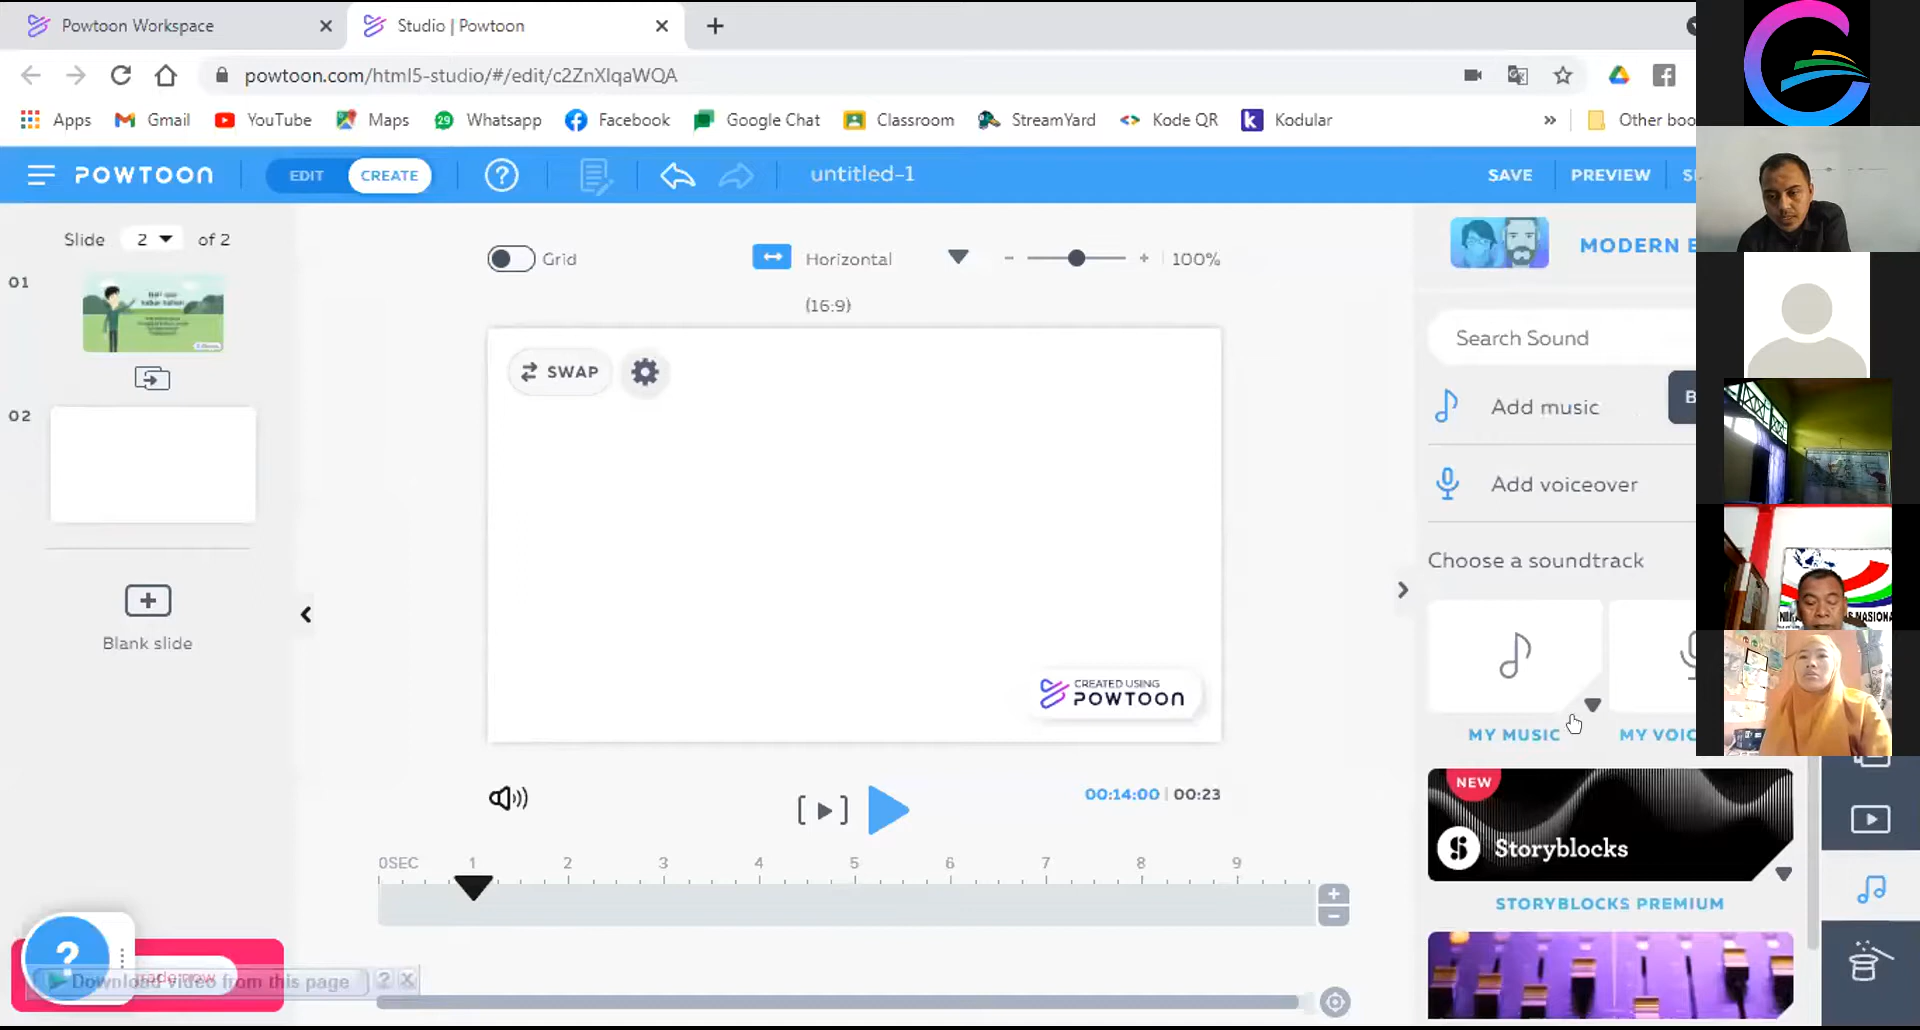 Powtoon Workspace
Studio | Powtoon
powtoon.com/html5-studio/#/edit/c2ZnXlqaWQA
Apps
Gmail
YouTube
Maps
29
Whatsapp
Facebook
Google Chat
Classroom
StreamYard
Kode QR
Kodular
»
Other boo
POWTOON
EDIT
CREATE
?
untitled-1
SAVE
PREVIEW
Slide 2 of 2
Grid
Horizontal
(16:9)
- + 100%
MODERN E
01
02
Blank slide
SWAP
CREATED USING
POWTOON
Search Sound
Add music
B
Add voiceover
Choose a soundtrack
MY MUSIC
MY VOIC
NEW
Storyblocks
STORYBLOCKS PREMIUM
00:14:00 | 00:23
0SEC 1 2 3 4 5 6 7 8 9
?
Download video from this page
? X
NASIONA